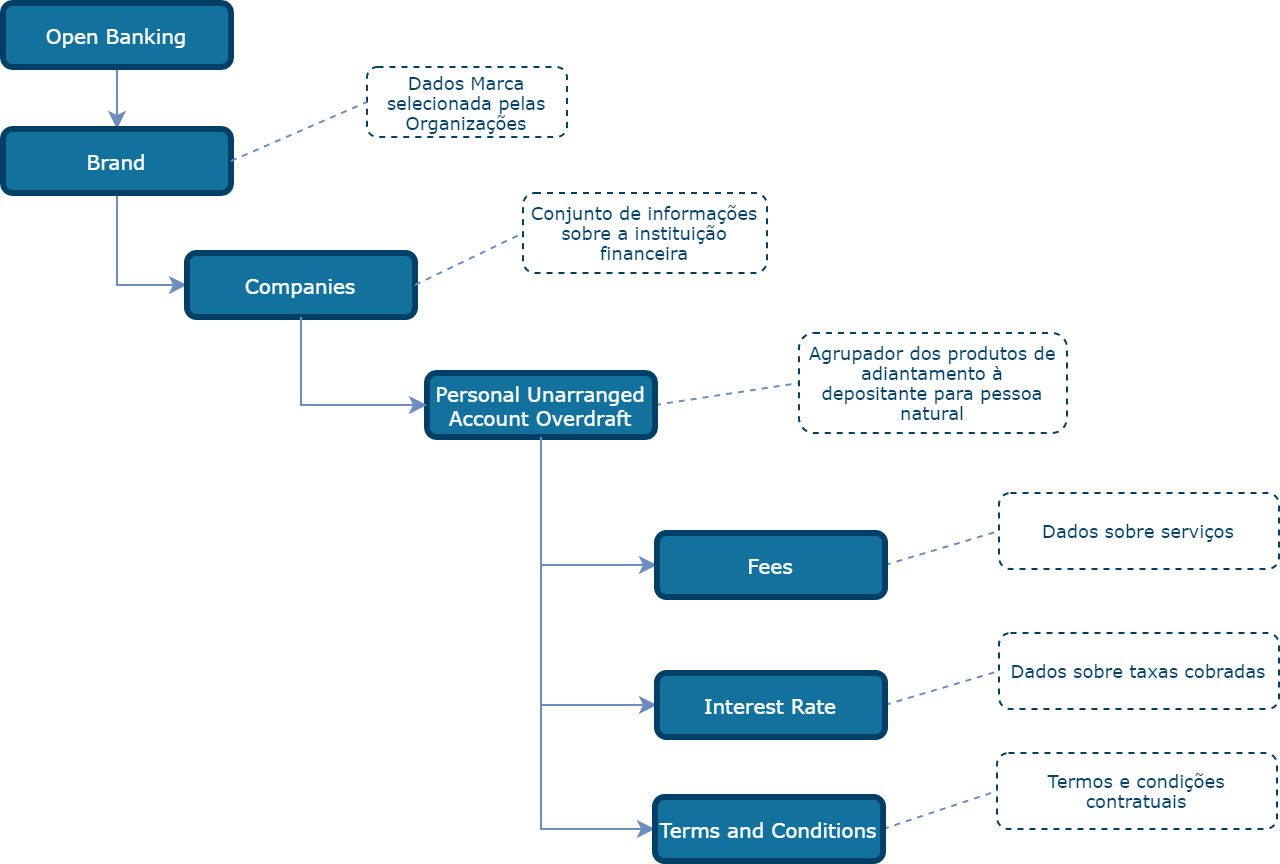 Open Banking
Dados Marca
selecionada pelas
Organizações
Brand
Conjunto de informações
sobre a instituição
financeira
Companies
Agrupador dos produtos de
adiantamento à
depositante para pessoa
natural
Personal Unarranged
Account Overdraft
Dados sobre serviços
Fees
Dados sobre taxas cobradas
Interest Rate
Termos e condições
contratuais
Terms and Conditions